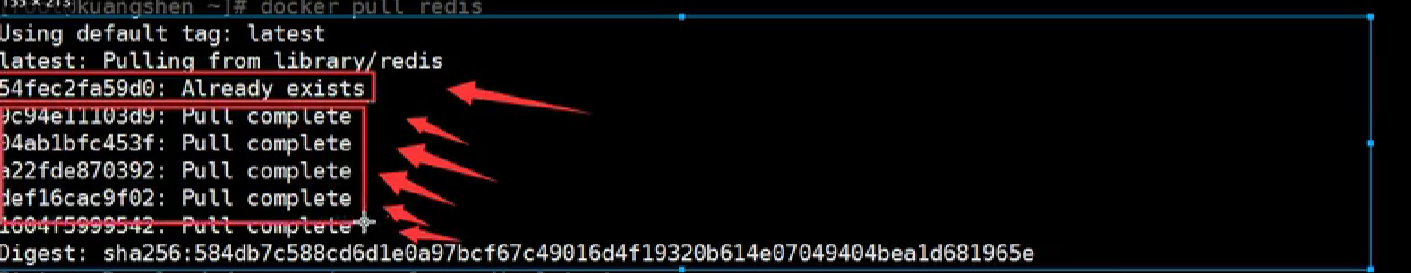 kuangshen ~]# docker pull redis
Using default tag: latest
latest: Pulling from library/redis
54fec2fa59d0: Already exists
9c94e11103d9: Pull complete
04ab1bfc453f: Pull complete
a22fde870392: Pull complete
def16cac9f02: Pull complete
1604f5999542: Pull complete
Digest: sha256:584db7c588cd6d1e0a97bcf67c49016d4f19320b614e07049404bea1d681965e